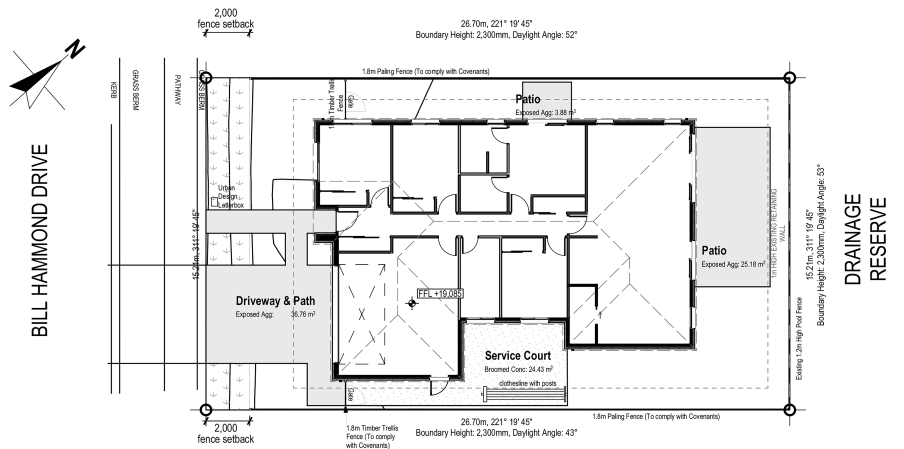 2,000
fence setback
26.70m, 221° 19' 45"
Boundary Height: 2,300mm, Daylight Angle: 52°
N
1.8m Paling Fence (To comply with Covenants)
KERB
GRASS BERM
PATHWAY
GRASS BERM
Timber Trellis
Fence
Gate
Patio
Exposed Agg: 3.88 m²
BILL HAMMOND DRIVE
Urban
Design
Letterbox
15.21m, 311° 19' 45"
Driveway & Path
Exposed Agg: 36.76 m²
FFL +19,085
Patio
Exposed Agg: 25.18 m²
1m HIGH EXISTING RETAINING
WALL
Existing 1.2m High Pool Fence
15.21m, 311° 19' 45"
Boundary Height: 2,300mm, Daylight Angle: 53°
DRAINAGE
RESERVE
Service Court
Broomed Conc: 24.43 m²
clothesline with posts
Gate
2,000
fence setback
1.8m Timber Trellis
Fence (To comply
with Covenants)
26.70m, 221° 19' 45"
Boundary Height: 2,300mm, Daylight Angle: 43°
1.8m Paling Fence (To comply with Covenants)